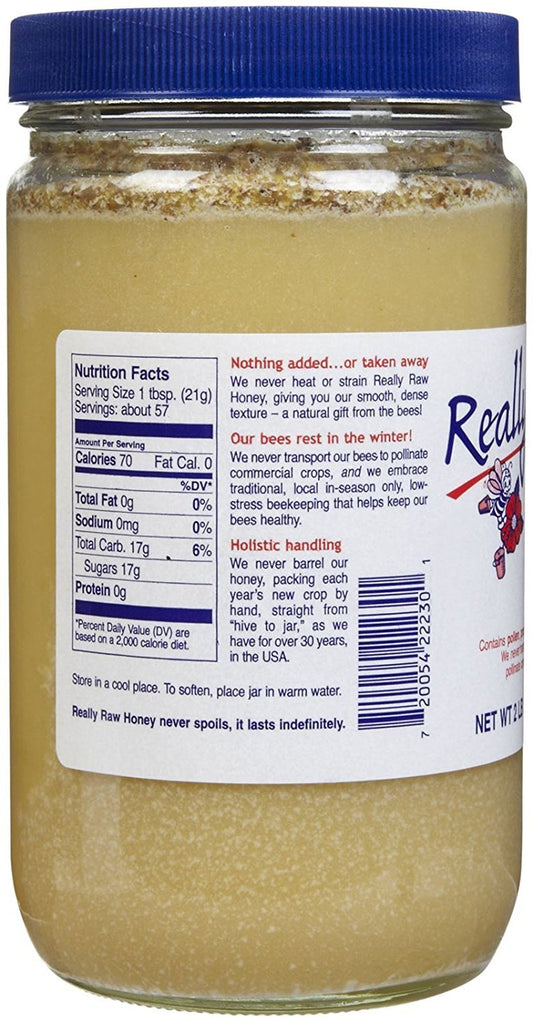 Nutrition Facts
Serving Size 1 tbsp. (21g)
Servings: about 57
Amount Per Serving
Calories 70 Fat Cal. 0
%DV*
Total Fat 0g 0%
Sodium 0mg 0%
Total Carb. 17g 6%
Sugars 17g
Protein 0g
*Percent Daily Value (DV) are
based on a 2,000 calorie diet.
Nothing added...or taken away
We never heat or strain Really Raw
Honey, giving you our smooth, dense
texture – a natural gift from the bees!
Our bees rest in the winter!
We never transport our bees to pollinate
commercial crops, and we embrace
traditional, local in-season only, low-
stress beekeeping that helps keep our
bees healthy.
Holistic handling
We never barrel our
honey, packing each
year's new crop by
hand, straight from
"hive to jar," as we
have for over 30 years,
in the USA.
Store in a cool place. To soften, place jar in warm water.
Really Raw Honey never spoils, it lasts indefinitely.
7 20054 22230 1
Really
Contains pollen,
We never
NET WT 2 LB